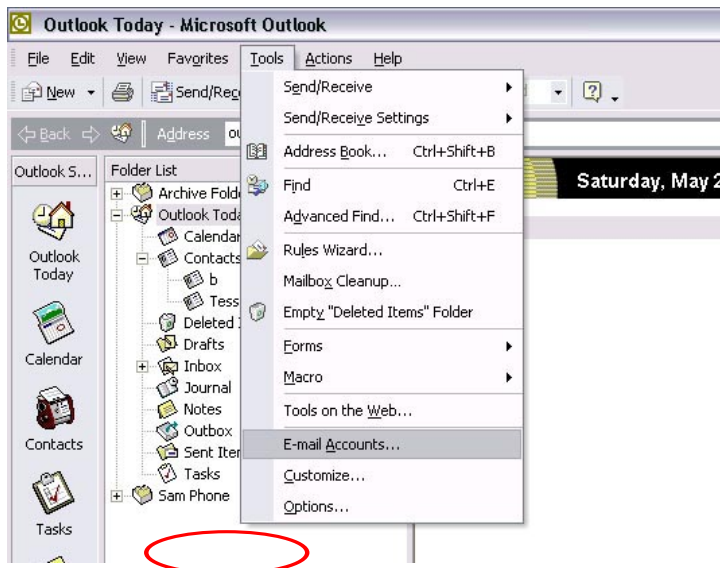 Outlook Today - Microsoft Outlook
File Edit View Favorites Tools Actions Help
New Send/Rec
Back Address
Outlook S...
Outlook Today
Calendar
Contacts
Tasks
Folder List
Archive Fold
Outlook Toda
Calendar
Contacts
b
Tess
Deleted
Drafts
Inbox
Journal
Notes
Outbox
Sent Iter
Tasks
Sam Phone
Send/Receive
Send/Receive Settings
Address Book... Ctrl+Shift+B
Find Ctrl+E
Advanced Find... Ctrl+Shift+F
Rules Wizard...
Mailbox Cleanup...
Empty "Deleted Items" Folder
Forms
Macro
Tools on the Web...
E-mail Accounts...
Customize...
Options...
Saturday, May 2